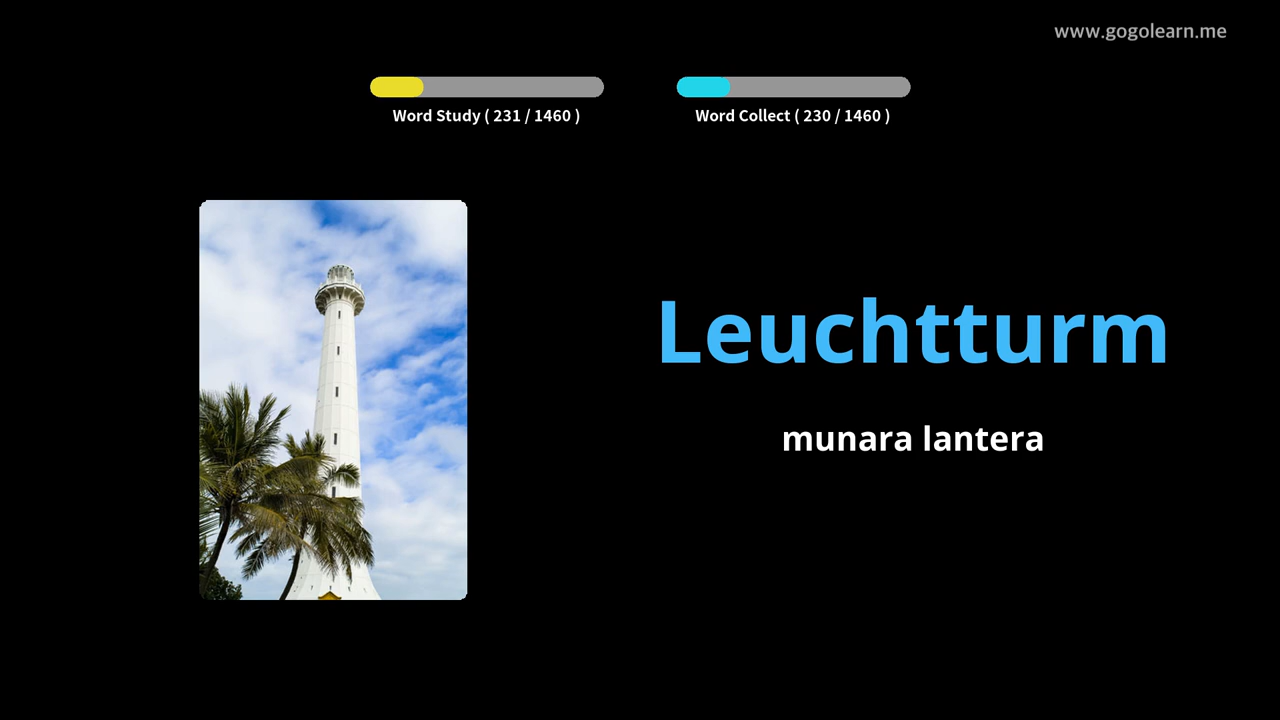 www.gogolearn.me
Word Study ( 231 / 1460 )
Word Collect ( 230 / 1460 )
Leuchtturm
munara lantera